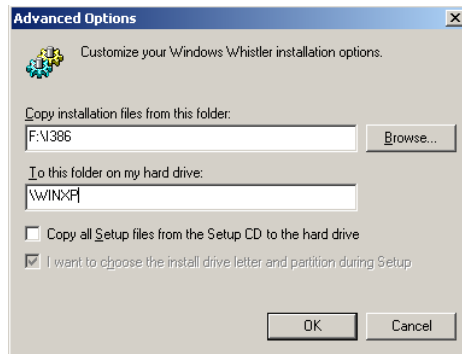 Advanced Options
Customize your Windows Whistler installation options.
Copy installation files from this folder:
F:\I386
Browse...
To this folder on my hard drive:
\WINXP
Copy all Setup files from the Setup CD to the hard drive
I want to choose the install drive letter and partition during Setup
OK
Cancel